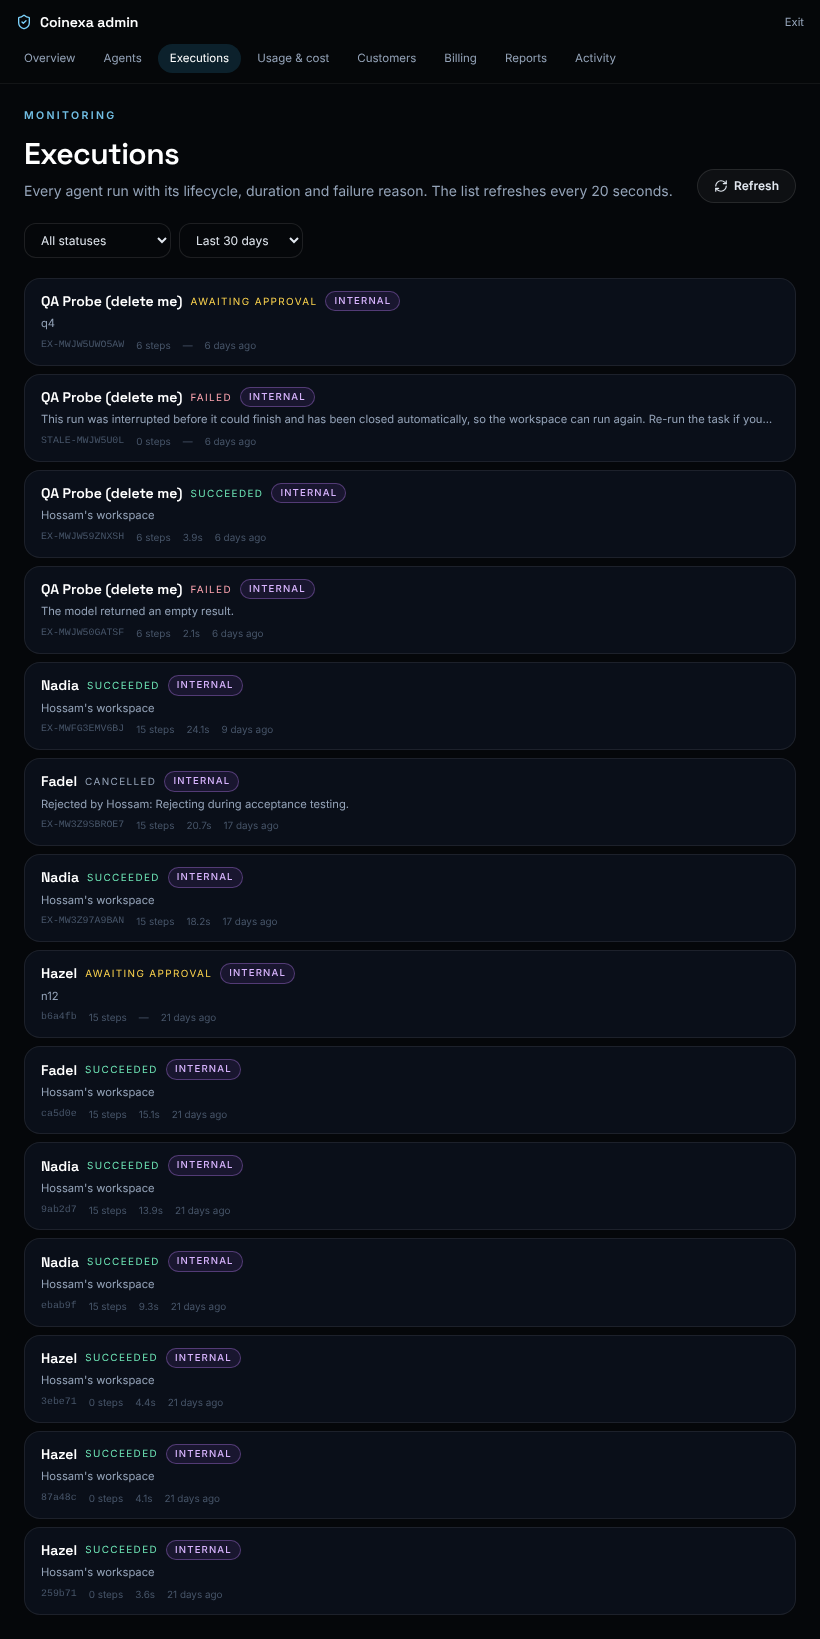 Coinexa admin
Exit
Overview Agents Executions Usage & cost Customers Billing Reports Activity
MONITORING
Executions
Every agent run with its lifecycle, duration and failure reason. The list refreshes every 20 seconds.
Refresh
All statuses Last 30 days
QA Probe (delete me) AWAITING APPROVAL INTERNAL
q4
EX-MWJW5UWO5AW 6 steps — 6 days ago
QA Probe (delete me) FAILED INTERNAL
This run was interrupted before it could finish and has been closed automatically, so the workspace can run again. Re-run the task if you…
STALE-MWJW5U0L 0 steps — 6 days ago
QA Probe (delete me) SUCCEEDED INTERNAL
Hossam's workspace
EX-MWJW59ZNXSH 6 steps 3.9s 6 days ago
QA Probe (delete me) FAILED INTERNAL
The model returned an empty result.
EX-MWJW50GATSF 6 steps 2.1s 6 days ago
Nadia SUCCEEDED INTERNAL
Hossam's workspace
EX-MWFG3EMV6BJ 15 steps 24.1s 9 days ago
Fadel CANCELLED INTERNAL
Rejected by Hossam: Rejecting during acceptance testing.
EX-MW3Z9SBROE7 15 steps 20.7s 17 days ago
Nadia SUCCEEDED INTERNAL
Hossam's workspace
EX-MW3Z97A9BAN 15 steps 18.2s 17 days ago
Hazel AWAITING APPROVAL INTERNAL
n12
b6a4fb 15 steps — 21 days ago
Fadel SUCCEEDED INTERNAL
Hossam's workspace
ca5d0e 15 steps 15.1s 21 days ago
Nadia SUCCEEDED INTERNAL
Hossam's workspace
9ab2d7 15 steps 13.9s 21 days ago
Nadia SUCCEEDED INTERNAL
Hossam's workspace
ebab9f 15 steps 9.3s 21 days ago
Hazel SUCCEEDED INTERNAL
Hossam's workspace
3ebe71 0 steps 4.4s 21 days ago
Hazel SUCCEEDED INTERNAL
Hossam's workspace
87a48c 0 steps 4.1s 21 days ago
Hazel SUCCEEDED INTERNAL
Hossam's workspace
259b71 0 steps 3.6s 21 days ago